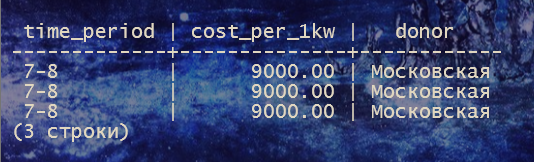 time_period | cost_per_1kw | donor
-------------+--------------+------------
7-8 | 9000.00 | Московская
7-8 | 9000.00 | Московская
7-8 | 9000.00 | Московская
(3 строки)